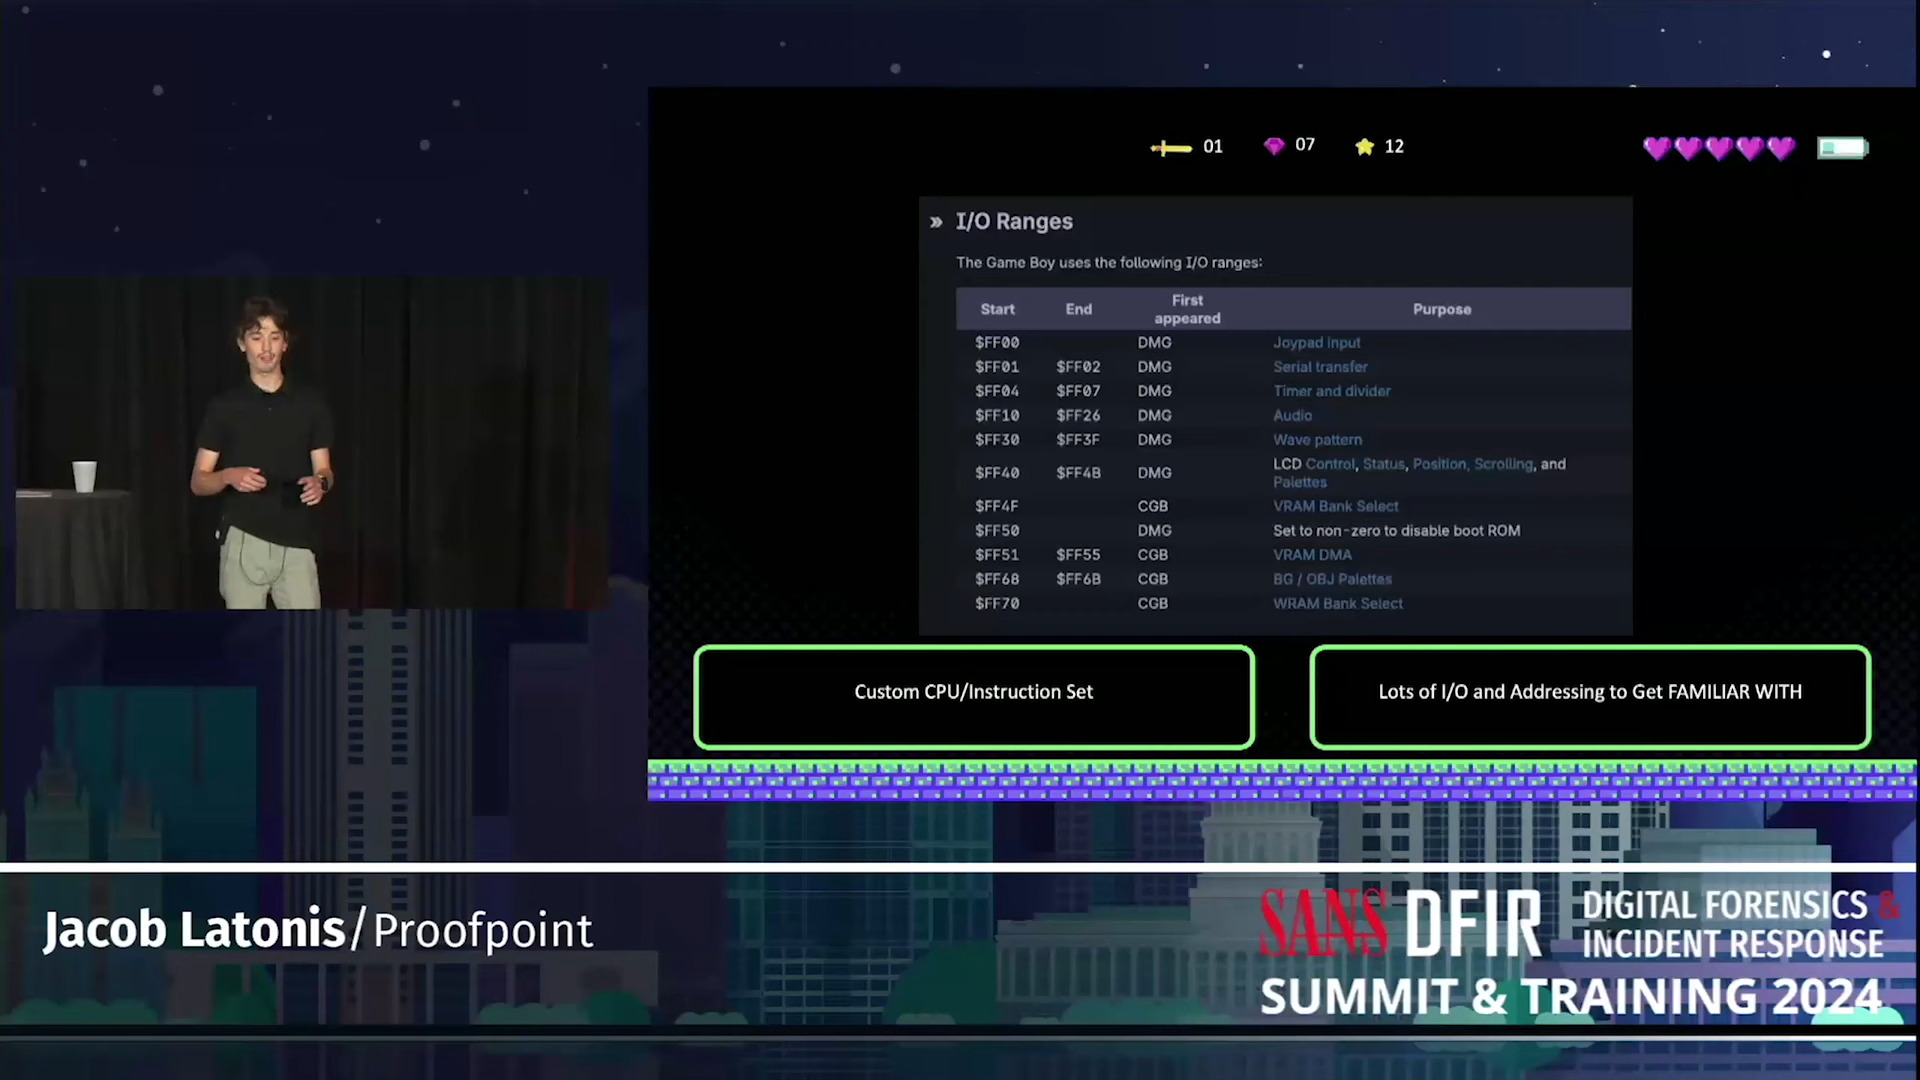 01 07 12
» I/O Ranges
The Game Boy uses the following I/O ranges:
Start End First appeared Purpose
$FF00 DMG Joypad input
$FF01 $FF02 DMG Serial transfer
$FF04 $FF07 DMG Timer and divider
$FF10 $FF26 DMG Audio
$FF30 $FF3F DMG Wave pattern
$FF40 $FF4B DMG LCD Control, Status, Position, Scrolling, and
Palettes
$FF4F CGB VRAM Bank Select
$FF50 DMG Set to non-zero to disable boot ROM
$FF51 $FF55 CGB VRAM DMA
$FF68 $FF6B CGB BG / OBJ Palettes
$FF70 CGB WRAM Bank Select
Custom CPU/Instruction Set
Lots of I/O and Addressing to Get FAMILIAR WITH
Jacob Latonis/Proofpoint
SANS DFIR DIGITAL FORENSICS &
INCIDENT RESPONSE
SUMMIT & TRAINING 2024